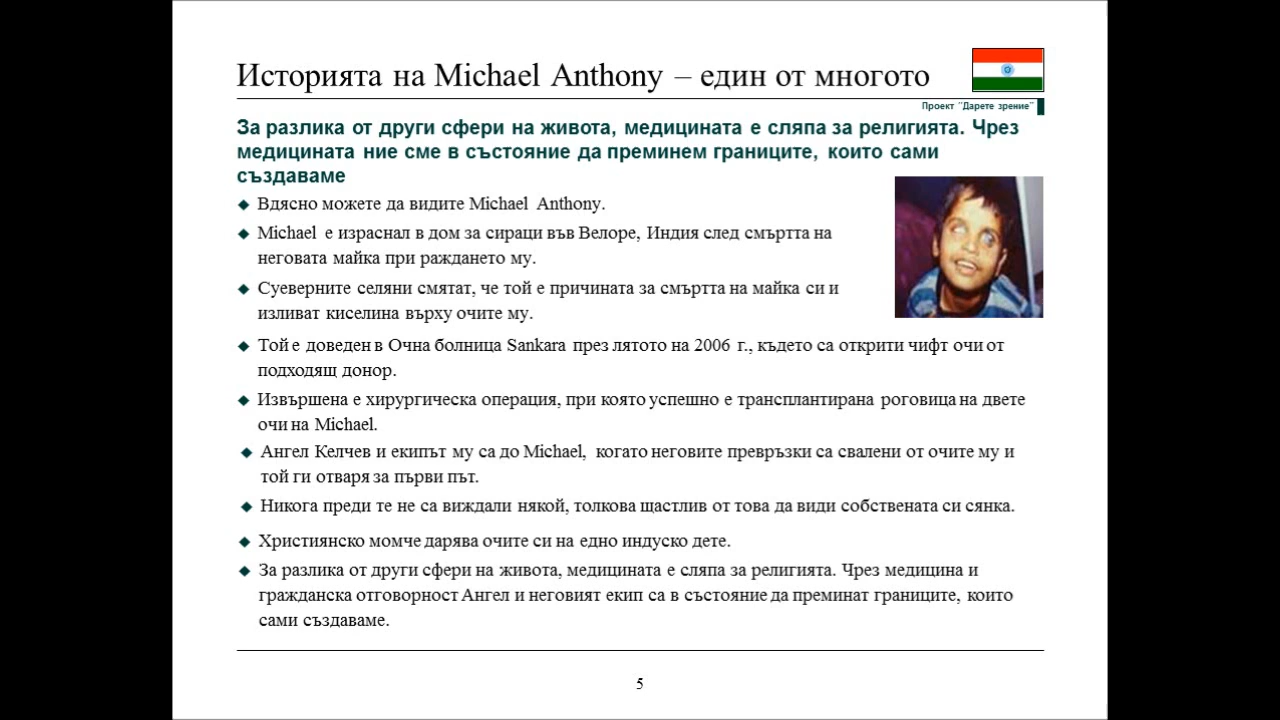 Историята на Michael Anthony – един от многото
Проект "Дарете зрение"
За разлика от други сфери на живота, медицината е сляпа за религията. Чрез
медицината ние сме в състояние да преминем границите, които сами
създаваме
Вдясно можете да видите Michael Anthony.
Michael е израснал в дом за сираци във Велоре, Индия след смъртта на
неговата майка при раждането му.
Суеверните селяни смятат, че той е причината за смъртта на майка си и
изливат киселина върху очите му.
Той е доведен в Очна болница Sankara през лятото на 2006 г., където са открити чифт очи от
подходящ донор.
Извършена е хирургическа операция, при която успешно е трансплантирана роговица на двете
очи на Michael.
Ангел Келчев и екипът му са до Michael, когато неговите превръзки са свалени от очите му и
той ги отваря за първи път.
Никога преди те не са виждали някой, толкова щастлив от това да види собствената си сянка.
Християнско момче дарява очите си на едно индуско дете.
За разлика от други сфери на живота, медицината е сляпа за религията. Чрез медицина и
гражданска отговорност Ангел и неговият екип са в състояние да преминат границите, които
сами създаваме.
5